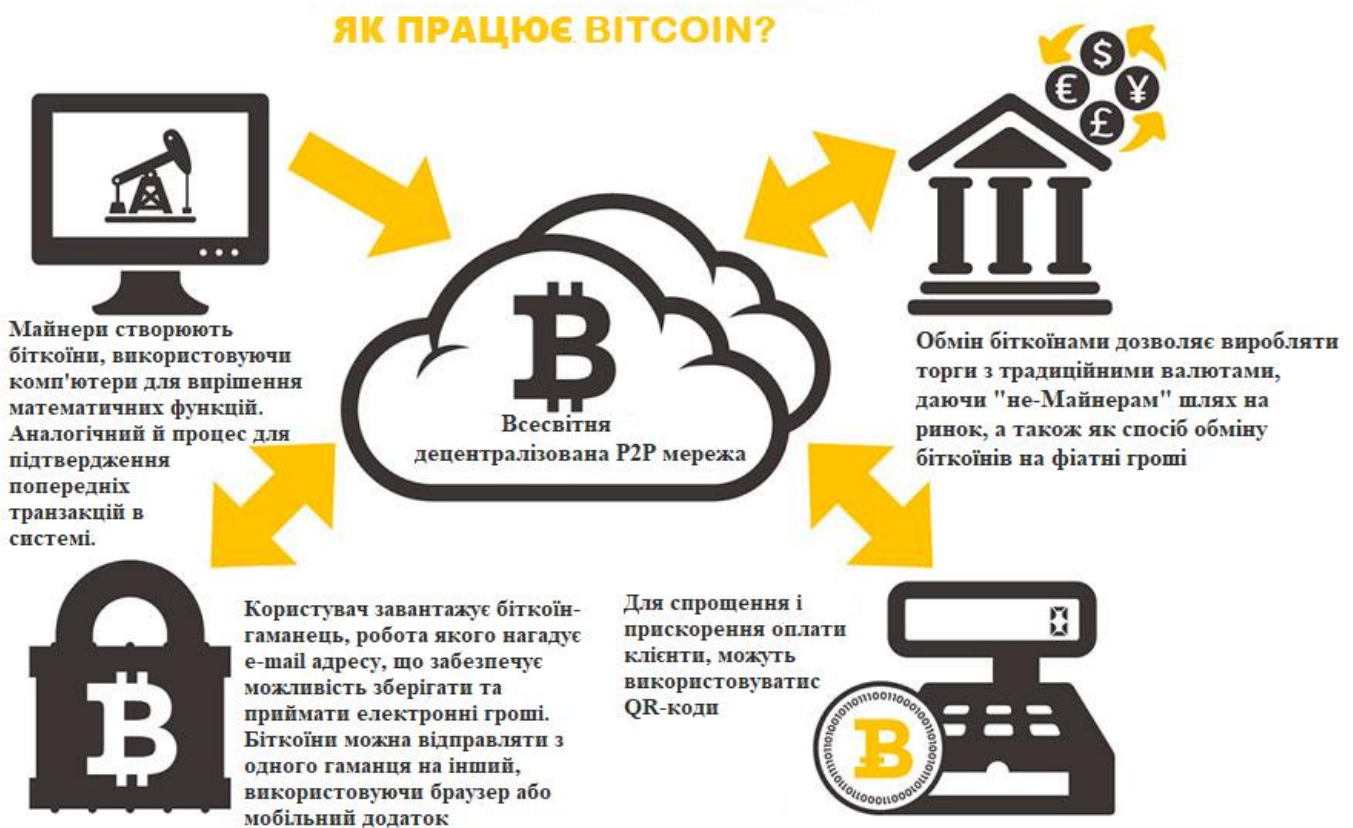 ЯК ПРАЦЮЄ BITCOIN?
$
€
¥
£
Майнери створюють
біткоїни, використовуючи
комп'ютери для вирішення
математичних функцій.
Аналогічний й процес для
підтвердження
попередніх
транзакцій в
системі.
Всесвітня
децентралізована P2P мережа
Обмін біткоїнами дозволяє виробляти
торги з традиційними валютами,
даючи "не-Майнерам" шлях на
ринок, а також як спосіб обміну
біткоїнів на фіатні гроші
Користувач завантажує біткоїн-
гаманець, робота якого нагадує
e-mail адресу, що забезпечує
можливість зберігати та
приймати електронні гроші.
Біткоїни можна відправляти з
одного гаманця на інший,
використовуючи браузер або
мобільний додаток
Для спрощення і
прискорення оплати
клієнти, можуть
використовуватис
QR-коди
0